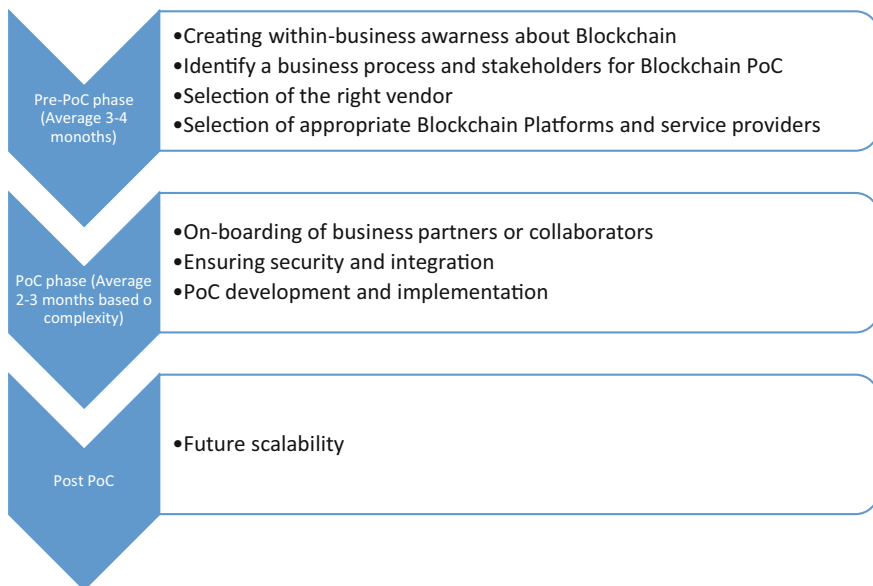 •Creating within-business awarness about Blockchain
•Identify a business process and stakeholders for Blockchain PoC
•Selection of the right vendor
•Selection of appropriate Blockchain Platforms and service providers
Pre-PoC phase
(Average 3-4
monoths)
•On-boarding of business partners or collaborators
•Ensuring security and integration
•PoC development and implementation
PoC phase (Average
2-3 months based o
complexity)
•Future scalability
Post PoC